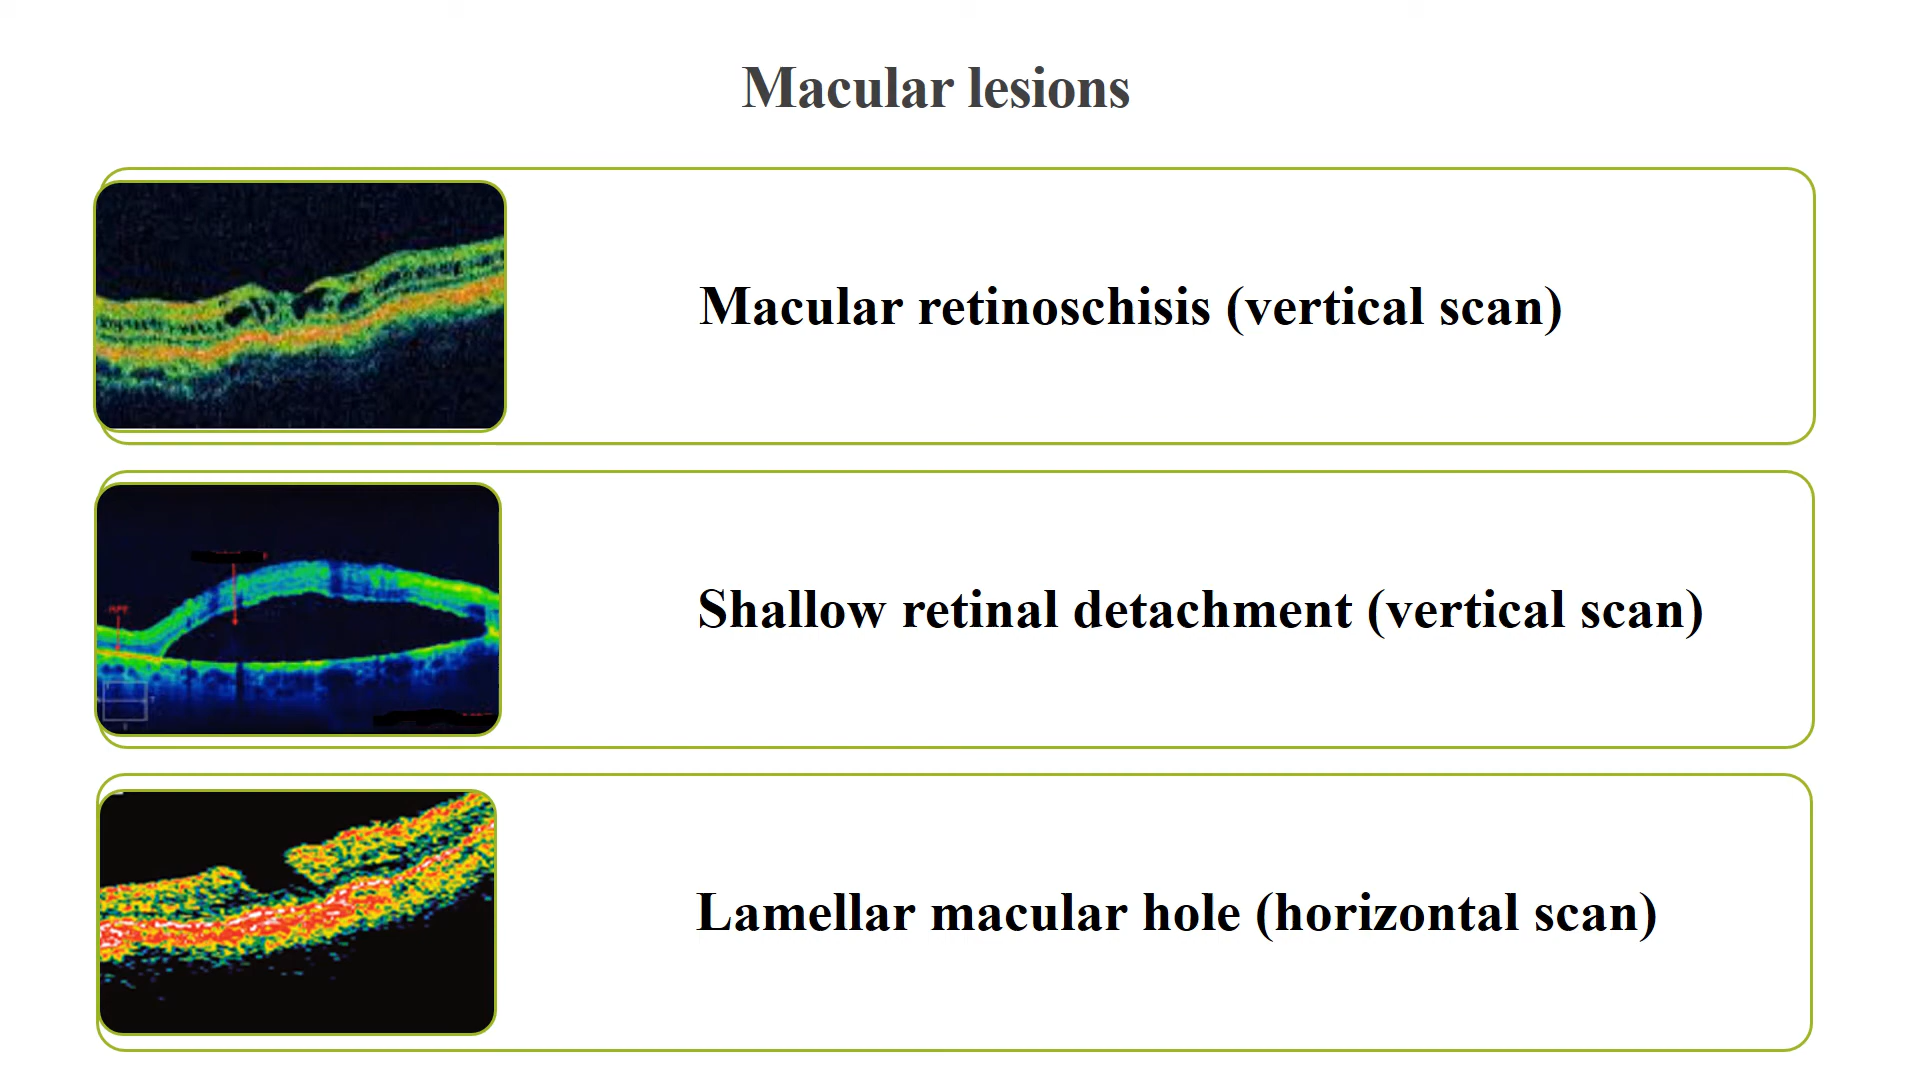 Macular lesions
Macular retinoschisis (vertical scan)
Shallow retinal detachment (vertical scan)
Lamellar macular hole (horizontal scan)